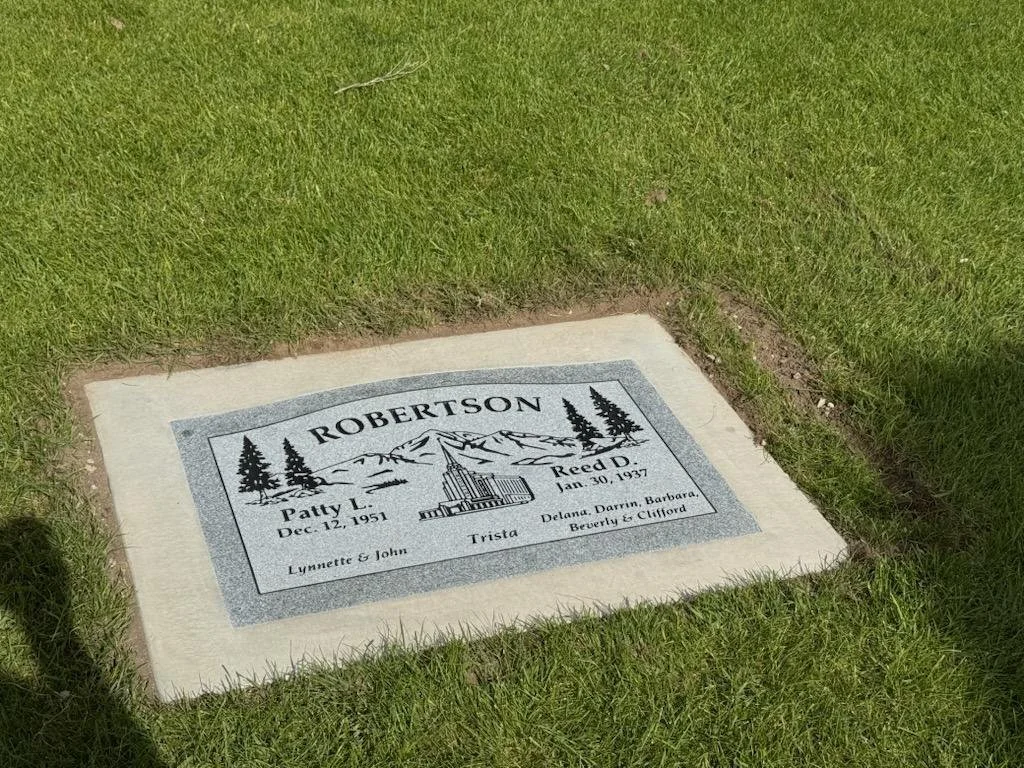 ROBERTSON
Patty L.
Dec. 12, 1951
Reed D.
Jan. 30, 1937
Lynnette & John
Trista
Delana, Darrin, Barbara,
Beverly & Clifford